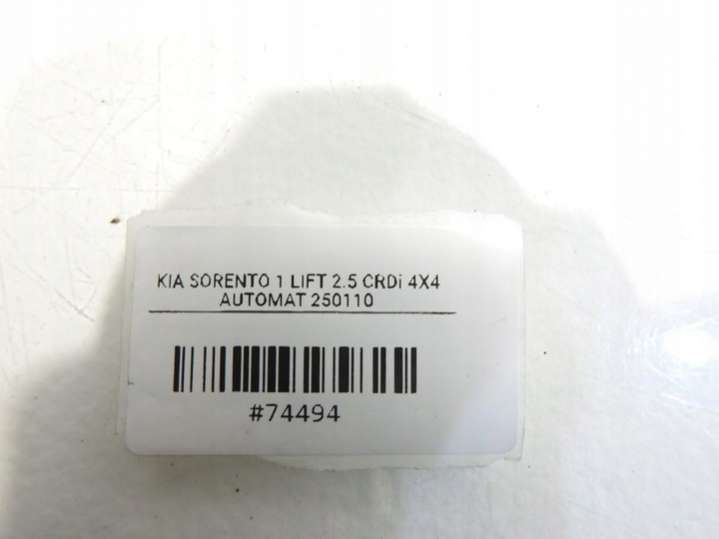 KIA SORENTO 1 LIFT 2.5 CRDi 4X4
AUTOMAT 250110
#74494